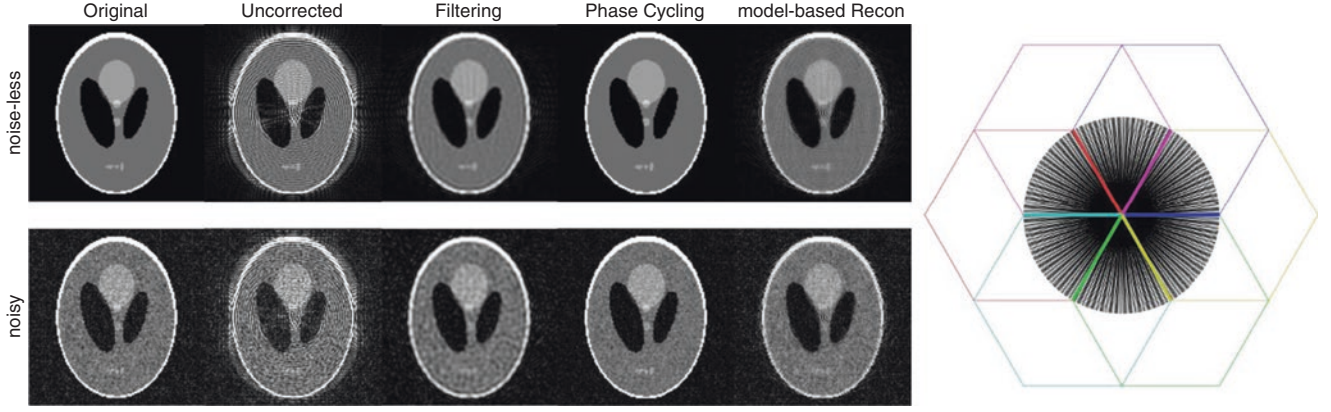 Original Uncorrected Filtering Phase Cycling model-based Recon
noise-less
noisy